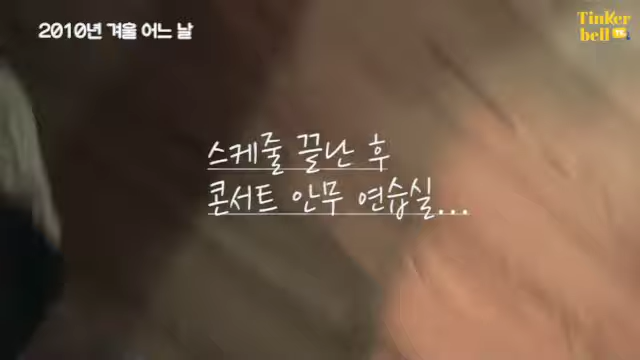 2010년 겨울 어느 날
Tinker
bell TV
스케줄 끝난 후
콘서트 안무 연습실...